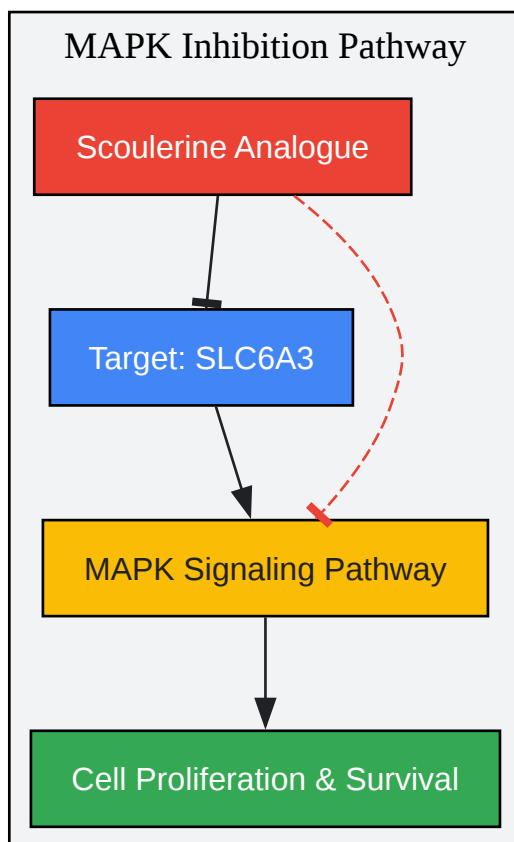 MAPK Inhibition Pathway
Scoulerine Analogue
Target: SLC6A3
MAPK Signaling Pathway
Cell Proliferation & Survival